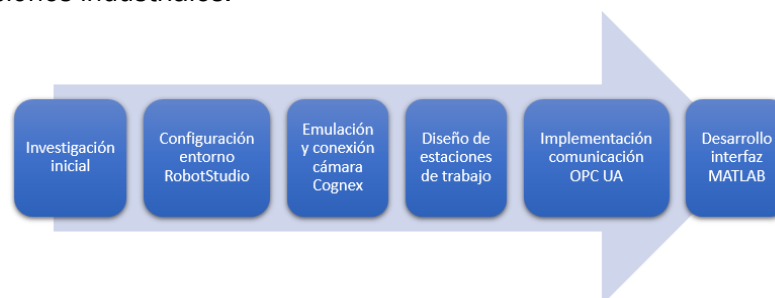 industriales.
Investigación
inicial
Configuración
entorno
RobotStudio
Emulación
y conexión
cámara
Cognex
Diseño de
estaciones
de trabajo
Implementación
comunicación
OPC UA
Desarrollo
interfaz
MATLAB